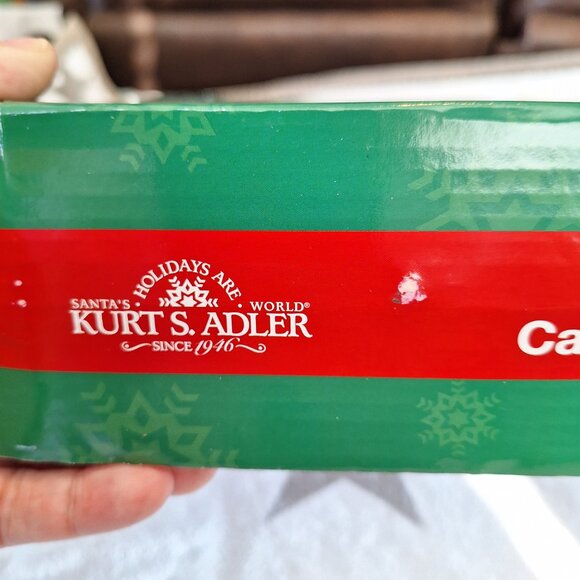 · HOLIDAYS ARE ·
SANTA'S WORLD®
KURT S. ADLER
SINCE 1946
Ca